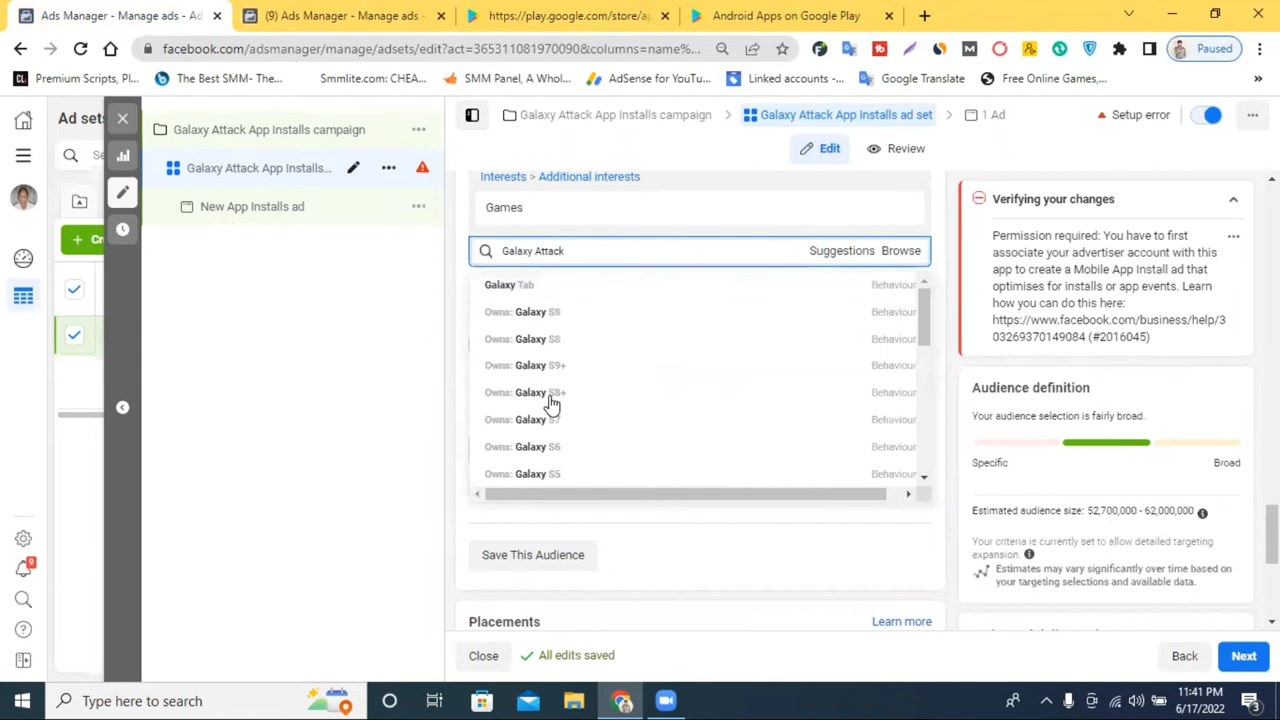 Ads Manager - Manage ads - Ad
(9) Ads Manager - Manage ads -
https://play.google.com/store/ap
Android Apps on Google Play
facebook.com/adsmanager/manage/adsets/edit?act=3653110819700908&columns=name%...
Paused
Premium Scripts, Pl...
The Best SMM- The...
Smmlite.com: CHEA...
SMM Panel, A Whol...
AdSense for YouTu...
Linked accounts -...
Google Translate
Free Online Games,...
Ad sets
Galaxy Attack App Installs campaign
Galaxy Attack App Installs...
New App Installs ad
Galaxy Attack App Installs campaign
Galaxy Attack App Installs ad set
1 Ad
Setup error
Edit
Review
Interests > Additional interests
Games
Galaxy Attack
Suggestions Browse
Galaxy Tab Behaviour
Owns: Galaxy S8 Behaviour
Owns: Galaxy S8 Behaviour
Owns: Galaxy S9+ Behaviour
Owns: Galaxy S8+ Behaviour
Owns: Galaxy S7 Behaviour
Owns: Galaxy S6 Behaviour
Owns: Galaxy S5 Behaviour
Save This Audience
Placements
Learn more
Verifying your changes
Permission required: You have to first
associate your advertiser account with this
app to create a Mobile App Install ad that
optimises for installs or app events. Learn
how you can do this here:
https://www.facebook.com/business/help/3
03269370149084 (#2016045)
Audience definition
Your audience selection is fairly broad.
Specific
Broad
Estimated audience size: 52,700,000 - 62,000,000
Your criteria is currently set to allow detailed targeting
expansion.
Estimates may vary significantly over time based on
your targeting selections and available data.
Close
All edits saved
Back
Next
Type here to search
11:41 PM
6/17/2022